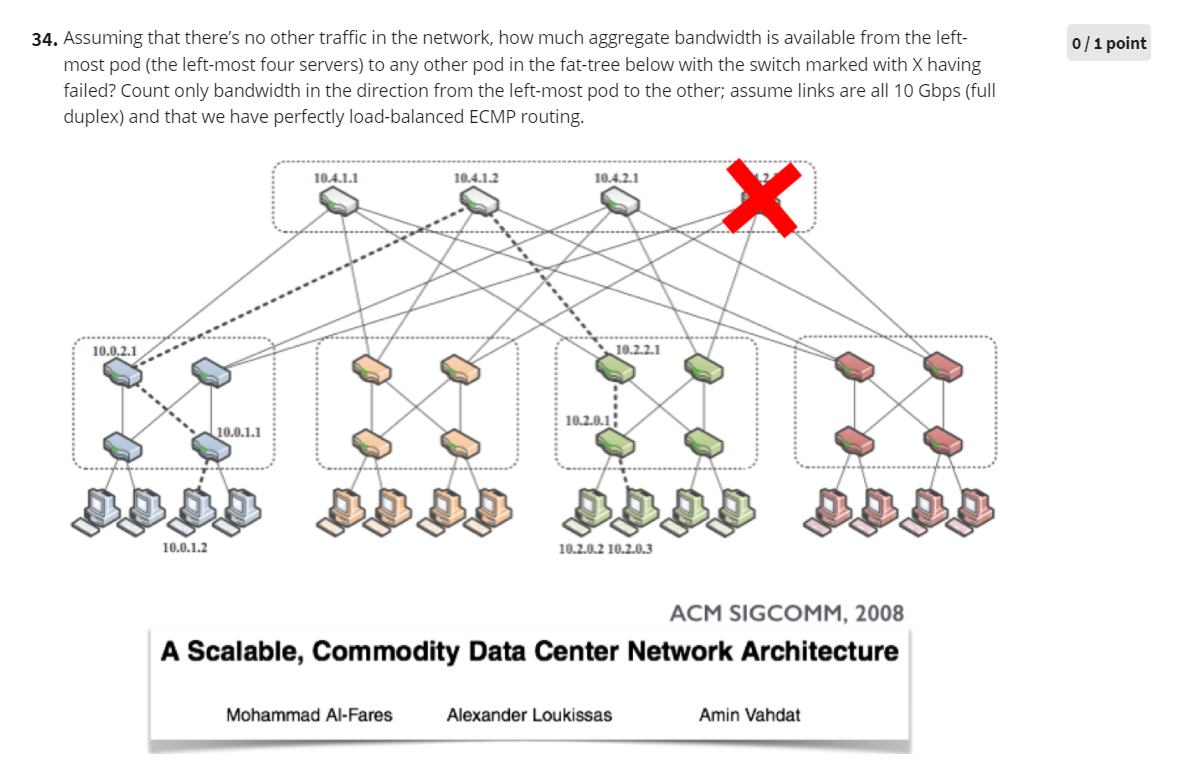 34. Assuming that there's no other traffic in the network, how much aggregate bandwidth is available from the left-
0 / 1 point
most pod (the left-most four servers) to any other pod in the fat-tree below with the switch marked with X having
failed? Count only bandwidth in the direction from the left-most pod to the other; assume links are all 10 Gbps (full
duplex) and that we have perfectly load-balanced ECMP routing.
10.4.1.1
10.4.1.2
10.4.2.1
10.0.2.1
10.2.2.1
10.2.0.1
10.0.1.1
10.0.1.2
10.2.0.2 10.2.0.3
ACM SIGCOMM, 2008
A Scalable, Commodity Data Center Network Architecture
Mohammad Al-Fares
Alexander Loukissas
Amin Vahdat